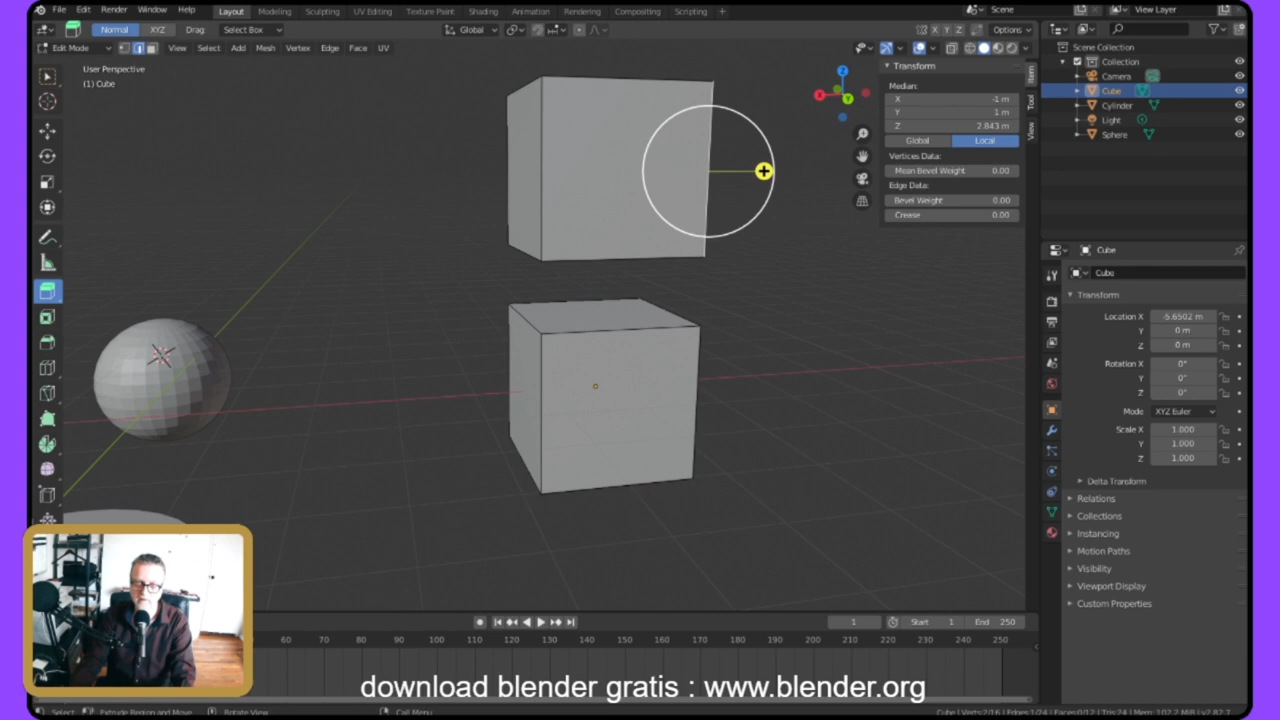 File Edit Render Window Help Layout Modeling Sculpting UV Editing Texture Paint Shading Animation Rendering Compositing Scripting + Scene View Layer
Normal XYZ Drag: Select Box Global X Y Z Options
Edit Mode View Select Add Mesh Vertex Edge Face UV
User Perspective
(1) Cube
Transform
Median:
X -1 m
Y 1 m
Z 2.843 m
Global Local
Vertices Data:
Mean Bevel Weight 0.00
Edge Data:
Bevel Weight 0.00
Crease 0.00
Item
Tool
View
Scene Collection
Collection
Camera
Cube
Cylinder
Light
Sphere
Cube
Cube
Transform
Location X -5.6502 m
Y 0 m
Z 0 m
Rotation X 0°
Y 0°
Z 0°
Mode XYZ Euler
Scale X 1.000
Y 1.000
Z 1.000
Delta Transform
Relations
Collections
Instancing
Motion Paths
Visibility
Viewport Display
Custom Properties
1 Start 1 End 250
60 70 80 90 100 110 120 130 140 150 160 170 180 190 200 210 220 230 240 250
download blender gratis : www.blender.org
Select Extrude Region and Move Rotate View Call Menu